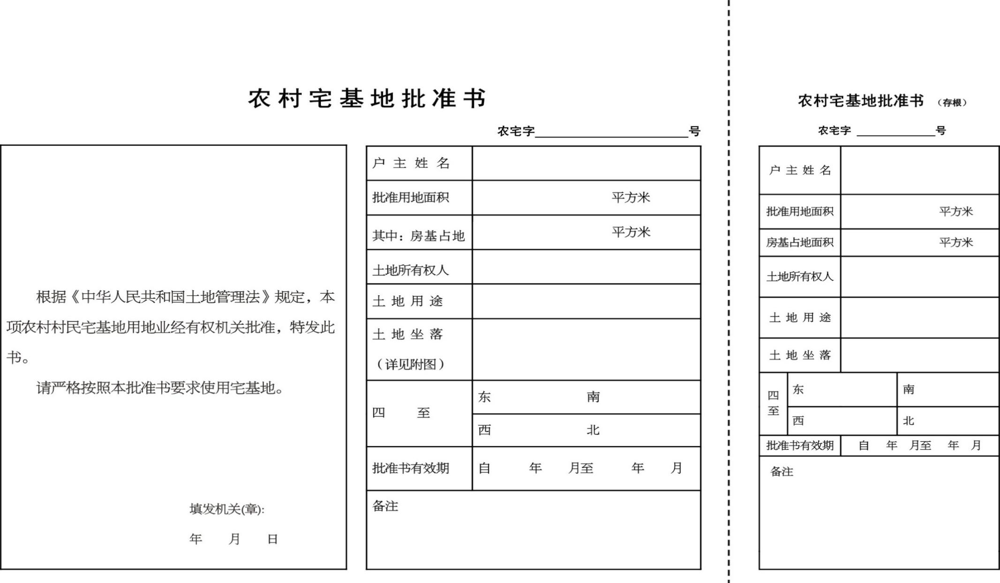 农村宅基地批准书
农宅字 号
根据《中华人民共和国土地管理法》规定，本
项农村村民宅基地用地业经有权机关批准，特发此
书。
请严格按照本批准书要求使用宅基地。
填发机关(章):
年 月 日
户主姓名
批准用地面积 平方米
其中：房基占地 平方米
土地所有权人
土地用途
土地坐落
（详见附图）
四至
东 南
西 北
批准书有效期 自 年 月至 年 月
备注
农村宅基地批准书 （存根）
农宅字 号
户主姓名
批准用地面积 平方米
房基占地面积 平方米
土地所有权人
土地用途
土地坐落
四至
东 南
西 北
批准书有效期 自 年 月至 年 月
备注